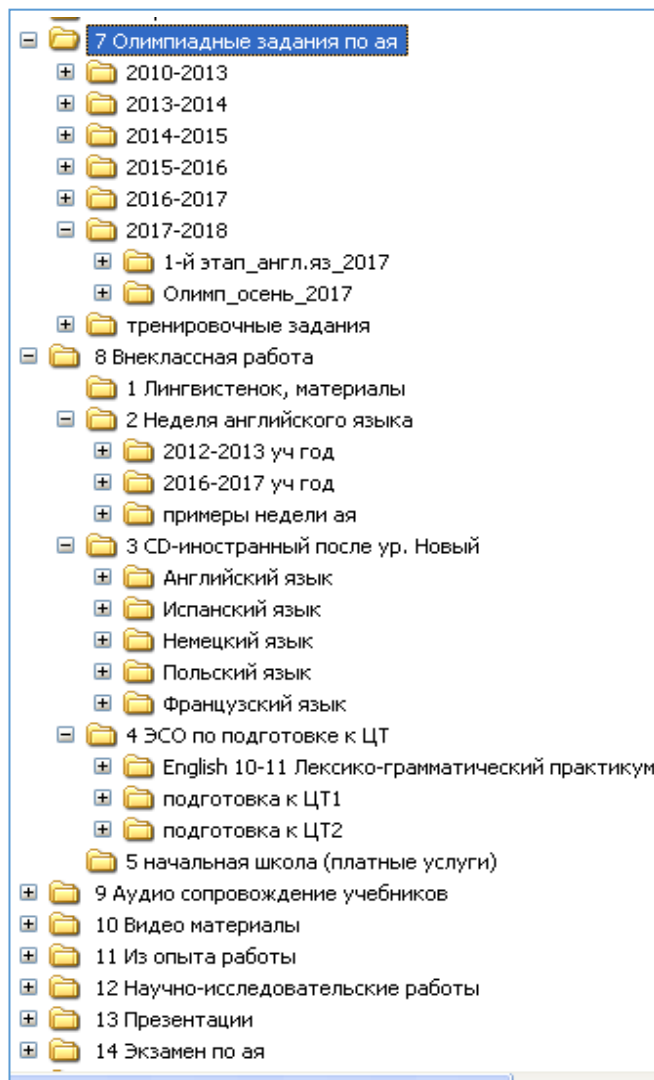 7 Олимпиадные задания по ая
2010-2013
2013-2014
2014-2015
2015-2016
2016-2017
2017-2018
1-й этап_англ.яз_2017
Олимп_осень_2017
тренировочные задания
8 Внеклассная работа
1 Лингвистенок, материалы
2 Неделя английского языка
2012-2013 уч год
2016-2017 уч год
примеры недели ая
3 CD-иностранный после ур. Новый
Английский язык
Испанский язык
Немецкий язык
Польский язык
Французский язык
4 ЭСО по подготовке к ЦТ
English 10-11 Лексико-грамматический практикум
подготовка к ЦТ1
подготовка к ЦТ2
5 начальная школа (платные услуги)
9 Аудио сопровождение учебников
10 Видео материалы
11 Из опыта работы
12 Научно-исследовательские работы
13 Презентации
14 Экзамен по ая